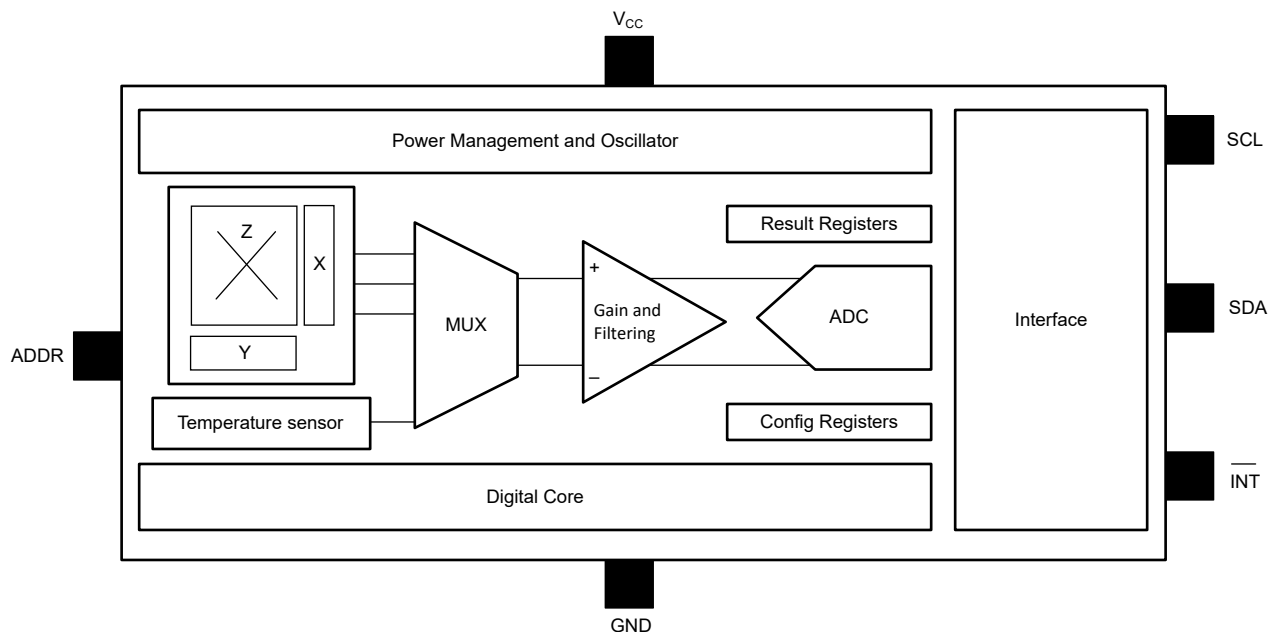 VCC
Power Management and Oscillator
SCL
Z
X
Y
Result Registers
+
Gain and
Filtering
–
MUX
ADC
Interface
SDA
ADDR
Temperature sensor
Config Registers
INT
Digital Core
GND